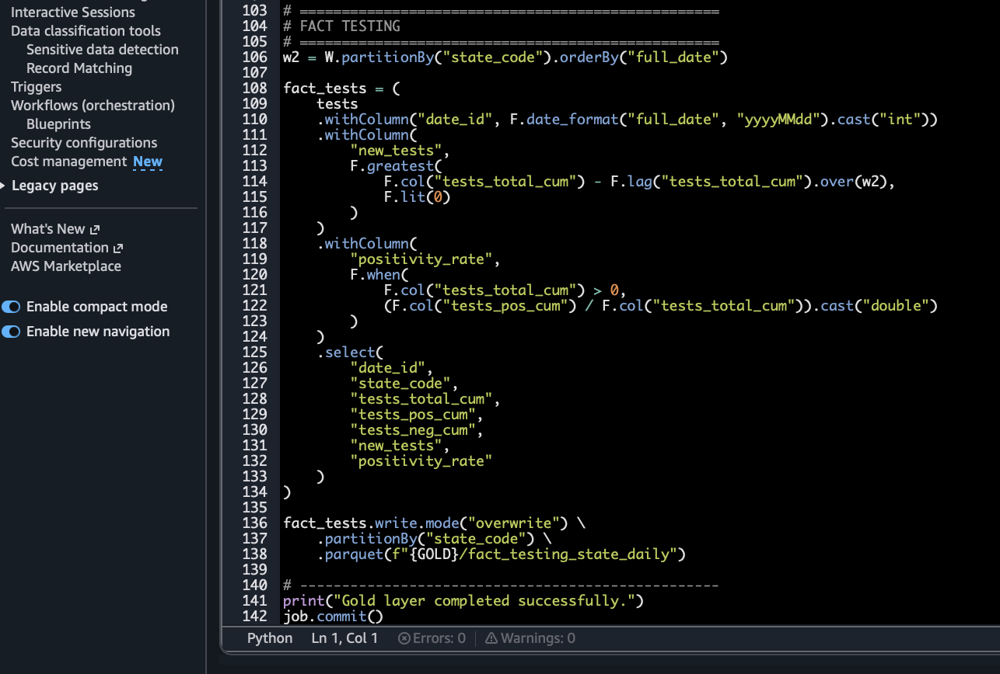 Interactive Sessions
Data classification tools
Sensitive data detection
Record Matching
Triggers
Workflows (orchestration)
Blueprints
Security configurations
Cost management New
Legacy pages
What's New
Documentation
AWS Marketplace
Enable compact mode
Enable new navigation
103 # ==================================================
104 # FACT TESTING
105 # ==================================================
106 w2 = W.partitionBy("state_code").orderBy("full_date")
107
108 fact_tests = (
109     tests
110     .withColumn("date_id", F.date_format("full_date", "yyyyMMdd").cast("int"))
111     .withColumn(
112         "new_tests",
113         F.greatest(
114             F.col("tests_total_cum") - F.lag("tests_total_cum").over(w2),
115             F.lit(0)
116         )
117     )
118     .withColumn(
119         "positivity_rate",
120         F.when(
121             F.col("tests_total_cum") > 0,
122             (F.col("tests_pos_cum") / F.col("tests_total_cum")).cast("double")
123         )
124     )
125     .select(
126         "date_id",
127         "state_code",
128         "tests_total_cum",
129         "tests_pos_cum",
130         "tests_neg_cum",
131         "new_tests",
132         "positivity_rate"
133     )
134 )
135
136 fact_tests.write.mode("overwrite") \
137     .partitionBy("state_code") \
138     .parquet(f"{GOLD}/fact_testing_state_daily")
139
140 # --------------------------------------------------
141 print("Gold layer completed successfully.")
142 job.commit()
Python Ln 1, Col 1 Errors: 0 Warnings: 0